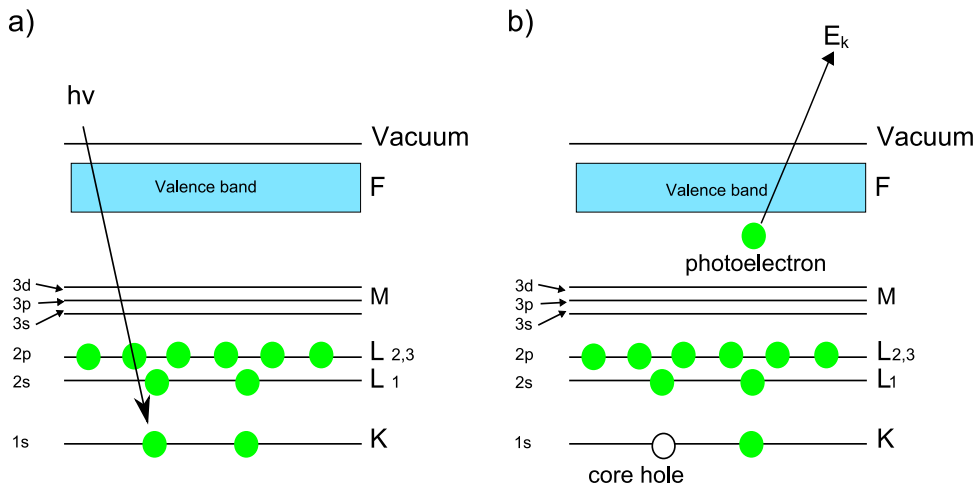 a)
hv
Vacuum
Valence band F
3d
3p M
3s
2p L 2,3
2s L 1
1s K
b)
Ek
Vacuum
Valence band F
photoelectron
3d
3p M
3s
2p L2,3
2s L1
1s K
core hole